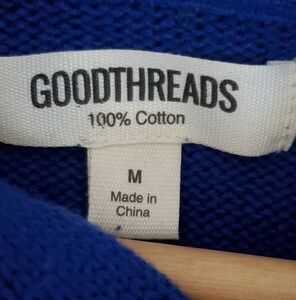 GOODTHREADS
100% Cotton
M
Made in
China